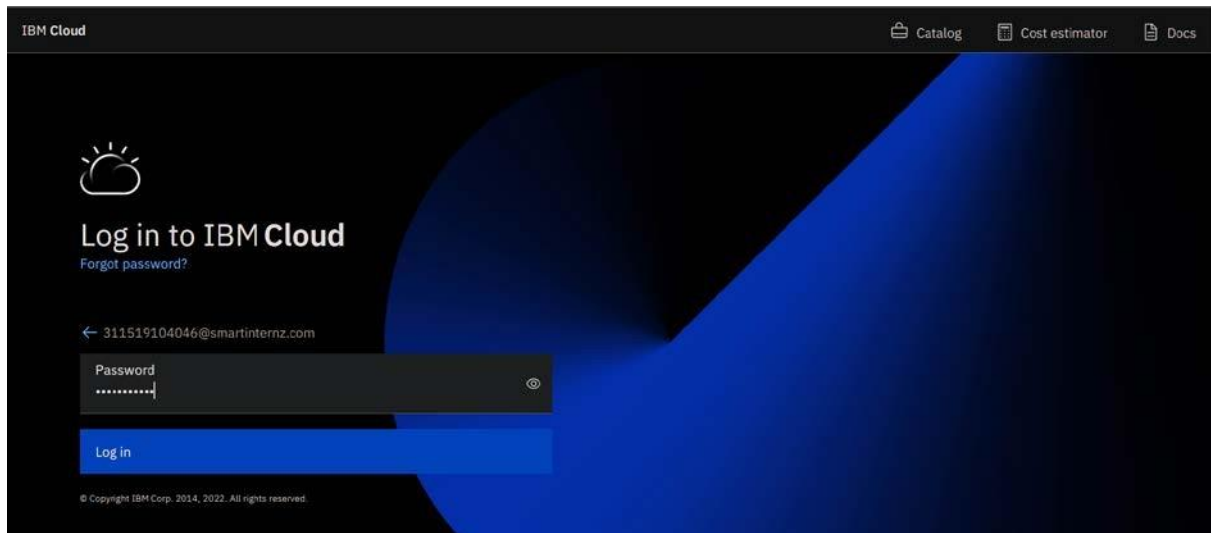 IBM Cloud Catalog Cost estimator Docs
Log in to IBM Cloud
Forgot password?
← 311519104046@smartinternz.com
Password
•••••••••••
Log in
© Copyright IBM Corp. 2014, 2022. All rights reserved.